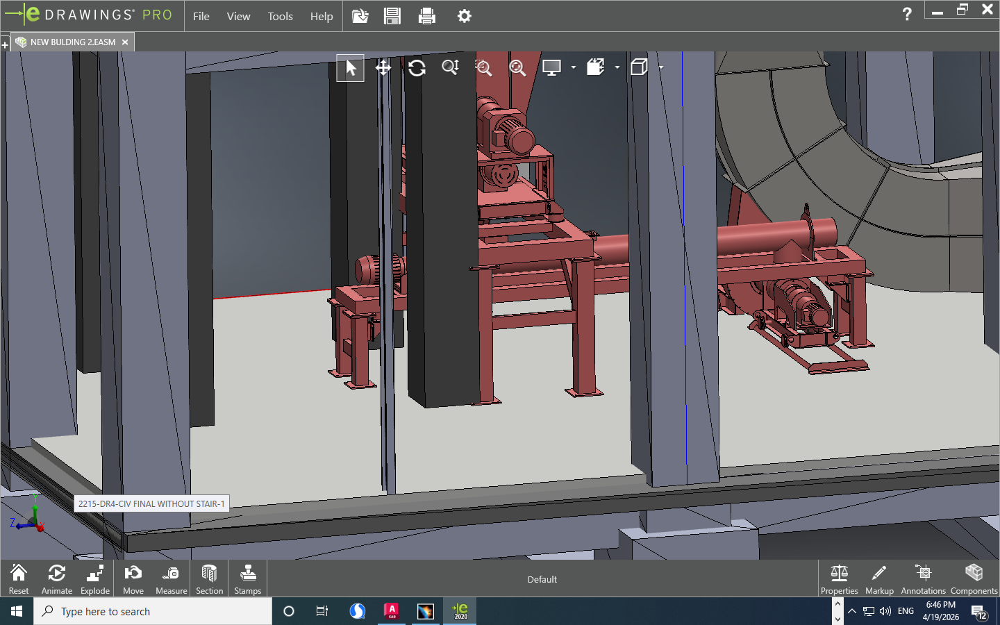 eDRAWINGS® PRO
File View Tools Help
?
NEW BULDING 2.EASM
2215-DR4-CIV FINAL WITHOUT STAIR-1
Y
Z
X
Reset Animate Explode Move Measure Section Stamps
Default
Properties Markup Annotations Components
Type here to search
A
CAD
e
2020
ENG
6:46 PM
4/19/2026
12